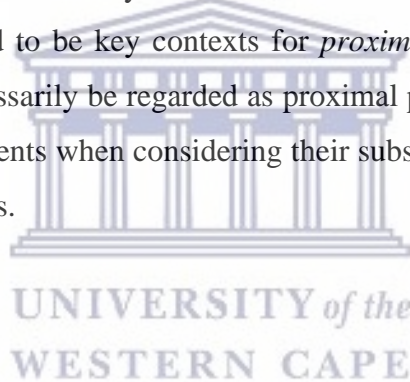 d to be key contexts for proxim
ssarily be regarded as proximal p
ents when considering their subs
s.
UNIVERSITY of the
WESTERN CAPE